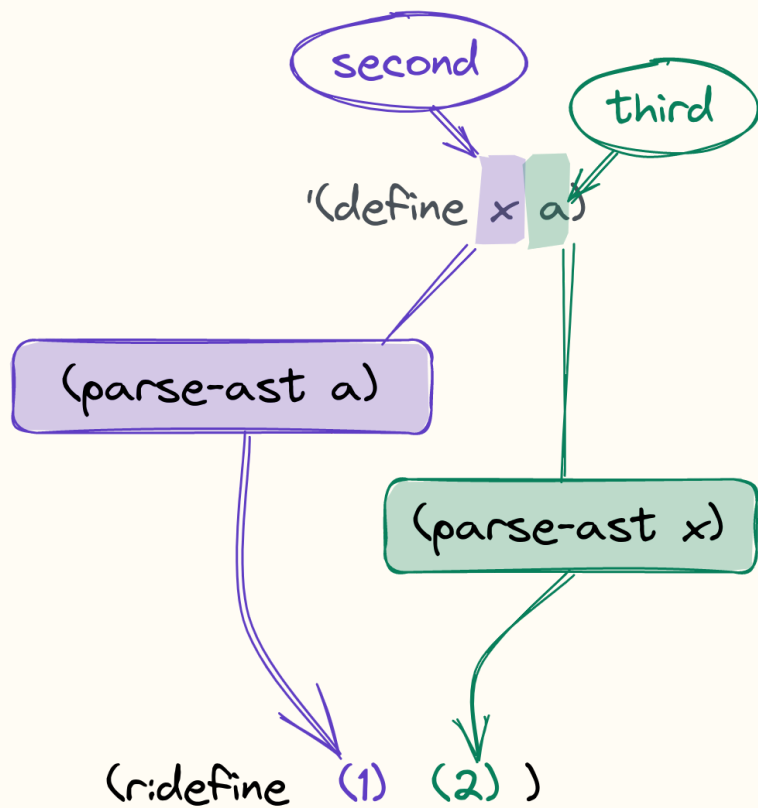 second
third
'(define x a)
(parse-ast a)
(parse-ast x)
(r:define (1) (2) )